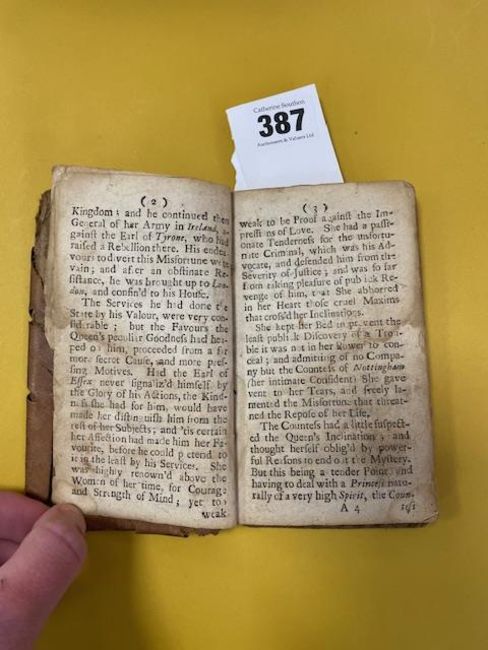 Catherine Southon
387
Auctioneers & Valuers Ltd
( 2 )
Kingdom; and he continued then
General of her Army in Ireland, a-
gainst the Earl of Tyrone, who had
raised a Rebellion there. His endea-
vours to divert this Misfortune were
vain; and after an obstinate Re-
sistance, he was brought up to Lon-
don, and confin'd to his House.
The Services he had done the
State by his Valour, were very con-
siderable; but the Favours the
Queen's peculiar Goodness had hea-
ped on him, proceeded from a far
more secret Cause, and more pres-
sing Motives. Had the Earl of
Essex never signaliz'd himself by
the Glory of his Actions, the Kind-
ness she had for him, would have
made her distinguish him from the
rest of her Subjects; and 'tis certain
her Affection had made him her Fa-
vourite, before he could pretend to
it in the least by his Services. She
was highly renown'd above the
Women of her time, for Courage
and Strength of Mind; yet too
weak
( 3 )
weak to be Proof against the Im-
pressions of Love. She had a passi-
onate Tenderness for the unfortu-
nate Criminal, which was his Ad-
vocate, and defended him from the
Severity of Justice; and was so far
from taking pleasure of publick Re-
venge of him, that She abhorred
in her Heart those cruel Maxims
that cross'd her Inclinations.
She kept her Bed to prevent the
least publick Discovery of a Trou-
ble it was not in her Power to con-
ceal; and admitting of no Compa-
ny but the Countess of Nottingham
(her intimate Confident) She gave
vent to her Tears, and freely la-
mented the Misfortune that threat-
ned the Repose of her Life.
The Countess had a little suspect-
ed the Queen's Inclination; and
thought herself oblig'd by power-
ful Reasons to end out the Mystery.
But this being a tender Point, and
having to deal with a Princess natu-
rally of a very high Spirit, the Coun-
A 4
tess